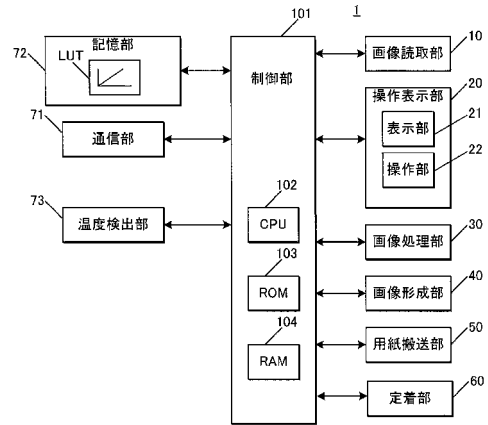 1
101
72
記憶部
LUT
制御部
10
画像読取部
20
操作表示部
21
表示部
22
操作部
71
通信部
73
温度検出部
102
CPU
103
ROM
104
RAM
30
画像処理部
40
画像形成部
50
用紙搬送部
60
定着部